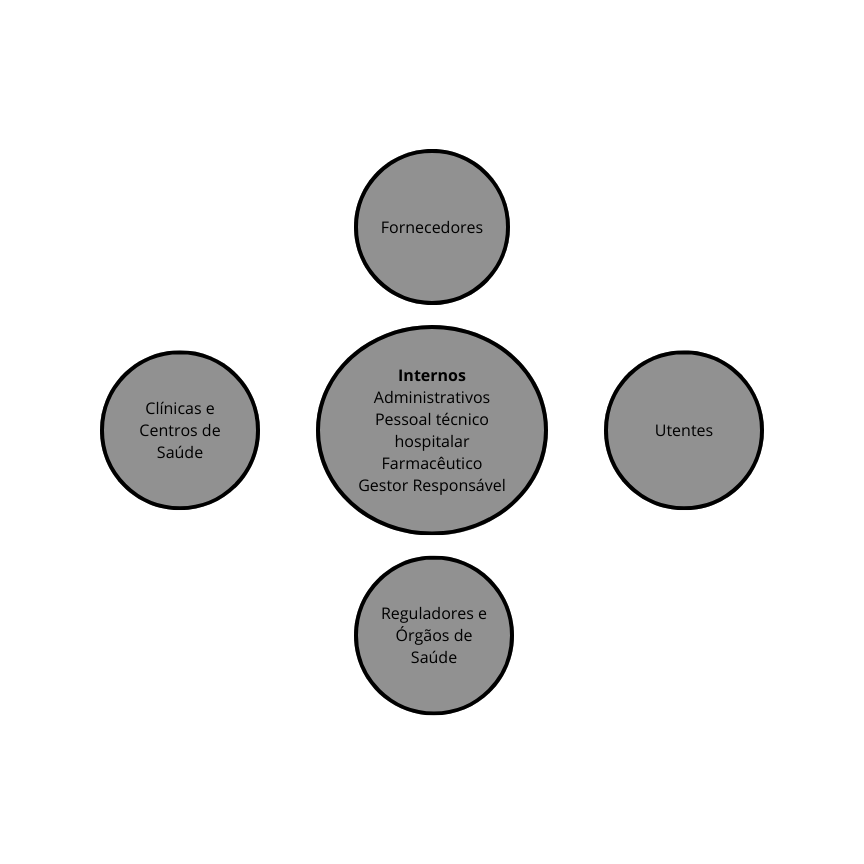 Fornecedores
Internos
Administrativos
Pessoal técnico
hospitalar
Farmacêutico
Gestor Responsável
Clínicas e
Centros de
Saúde
Utentes
Reguladores e
Órgãos de
Saúde